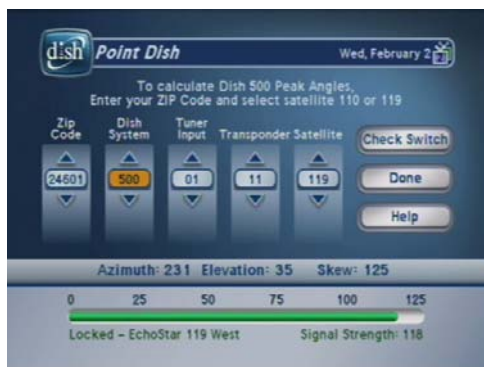 dish Point Dish Wed, February 2
To calculate Dish 500 Peak Angles,
Enter your ZIP Code and select satellite 110 or 119
Zip Code Dish System Tuner Input Transponder Satellite
24601 500 01 11 119
Check Switch
Done
Help
Azimuth: 231 Elevation: 35 Skew: 125
0 25 50 75 100 125
Locked - EchoStar 119 West Signal Strength: 118